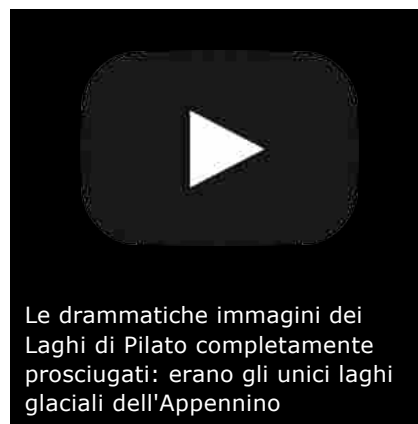 Le drammatiche immagini dei
Laghi di Pilato completamente
prosciugati: erano gli unici laghi
glaciali dell'Appennino